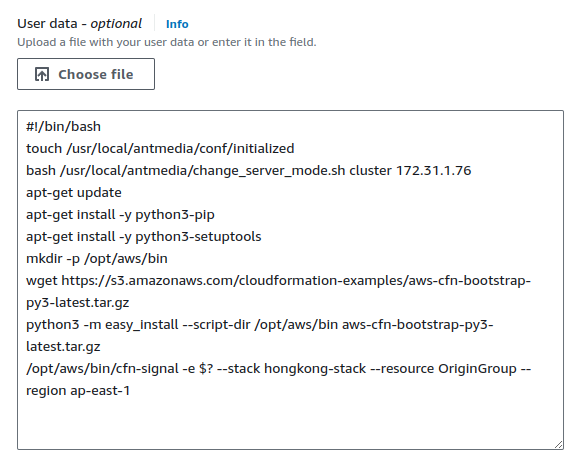 User data - optional Info
Upload a file with your user data or enter it in the field.
Choose file
#!/bin/bash
touch /usr/local/antmedia/conf/initialized
bash /usr/local/antmedia/change_server_mode.sh cluster 172.31.1.76
apt-get update
apt-get install -y python3-pip
apt-get install -y python3-setuptools
mkdir -p /opt/aws/bin
wget https://s3.amazonaws.com/cloudformation-examples/aws-cfn-bootstrap-
py3-latest.tar.gz
python3 -m easy_install --script-dir /opt/aws/bin aws-cfn-bootstrap-py3-
latest.tar.gz
/opt/aws/bin/cfn-signal -e $? --stack hongkong-stack --resource OriginGroup --
region ap-east-1